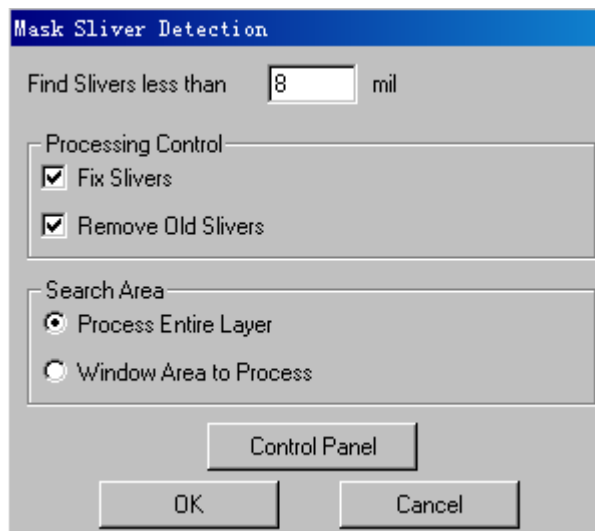 Mask Sliver Detection
Find Slivers less than 8 mil
Processing Control
Fix Slivers
Remove Old Slivers
Search Area
Process Entire Layer
Window Area to Process
Control Panel
OK Cancel